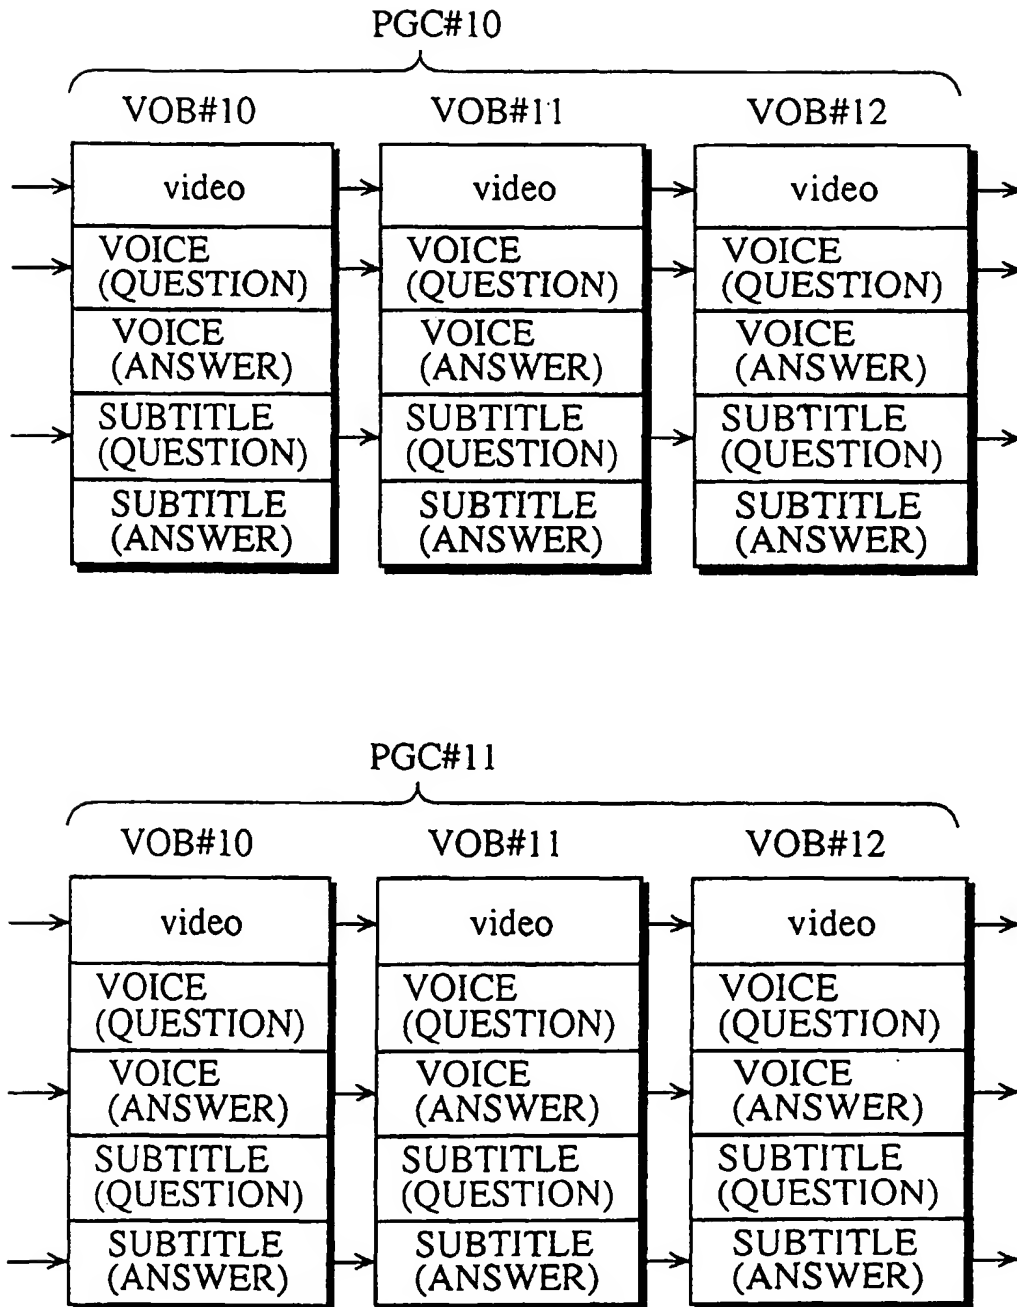 PGC#10
VOB#10 VOB#11 VOB#12
video video video
VOICE VOICE VOICE
(QUESTION) (QUESTION) (QUESTION)
VOICE VOICE VOICE
(ANSWER) (ANSWER) (ANSWER)
SUBTITLE SUBTITLE SUBTITLE
(QUESTION) (QUESTION) (QUESTION)
SUBTITLE SUBTITLE SUBTITLE
(ANSWER) (ANSWER) (ANSWER)
PGC#11
VOB#10 VOB#11 VOB#12
video video video
VOICE VOICE VOICE
(QUESTION) (QUESTION) (QUESTION)
VOICE VOICE VOICE
(ANSWER) (ANSWER) (ANSWER)
SUBTITLE SUBTITLE SUBTITLE
(QUESTION) (QUESTION) (QUESTION)
SUBTITLE SUBTITLE SUBTITLE
(ANSWER) (ANSWER) (ANSWER)